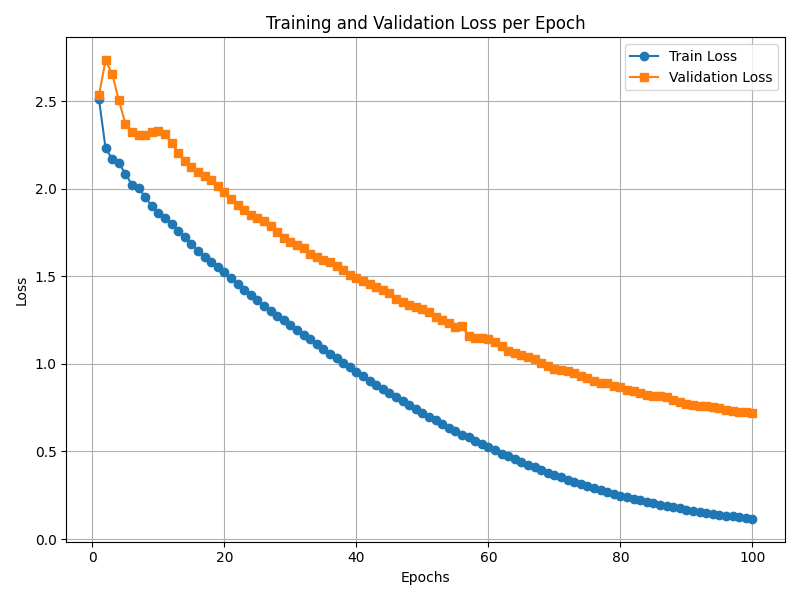 Training and Validation Loss per Epoch
Train Loss
Validation Loss
2.5
2.0
1.5
1.0
0.5
0.0
Loss
0 20 40 60 80 100
Epochs